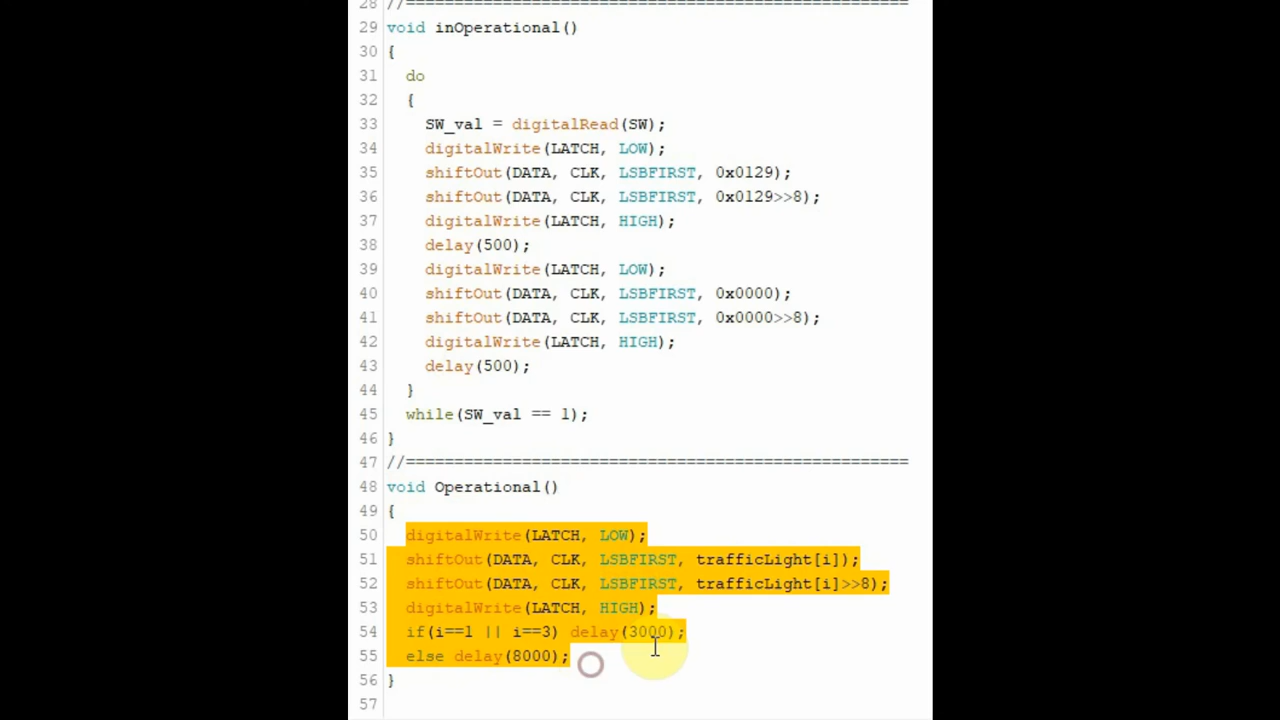 28 //====================================================
29 void inOperational()
30 {
31   do
32   {
33     SW_val = digitalRead(SW);
34     digitalWrite(LATCH, LOW);
35     shiftOut(DATA, CLK, LSBFIRST, 0x0129);
36     shiftOut(DATA, CLK, LSBFIRST, 0x0129>>8);
37     digitalWrite(LATCH, HIGH);
38     delay(500);
39     digitalWrite(LATCH, LOW);
40     shiftOut(DATA, CLK, LSBFIRST, 0x0000);
41     shiftOut(DATA, CLK, LSBFIRST, 0x0000>>8);
42     digitalWrite(LATCH, HIGH);
43     delay(500);
44   }
45   while(SW_val == 1);
46 }
47 //====================================================
48 void Operational()
49 {
50   digitalWrite(LATCH, LOW);
51   shiftOut(DATA, CLK, LSBFIRST, trafficLight[i]);
52   shiftOut(DATA, CLK, LSBFIRST, trafficLight[i]>>8);
53   digitalWrite(LATCH, HIGH);
54   if(i==1 || i==3) delay(3000);
55   else delay(8000);
56 }
57